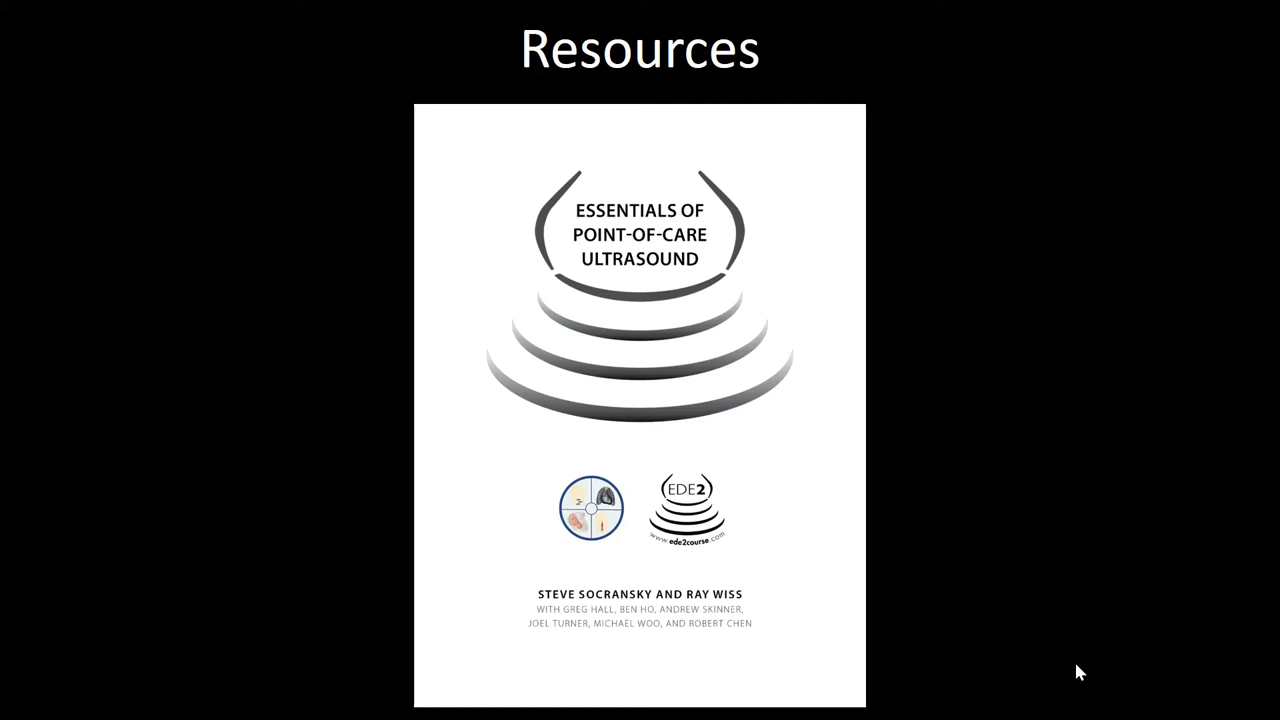 Resources
ESSENTIALS OF
POINT-OF-CARE
ULTRASOUND
EDE2
www.ede2course.com
STEVE SOCRANSKY AND RAY WISS
WITH GREG HALL, BEN HO, ANDREW SKINNER,
JOEL TURNER, MICHAEL WOO, AND ROBERT CHEN